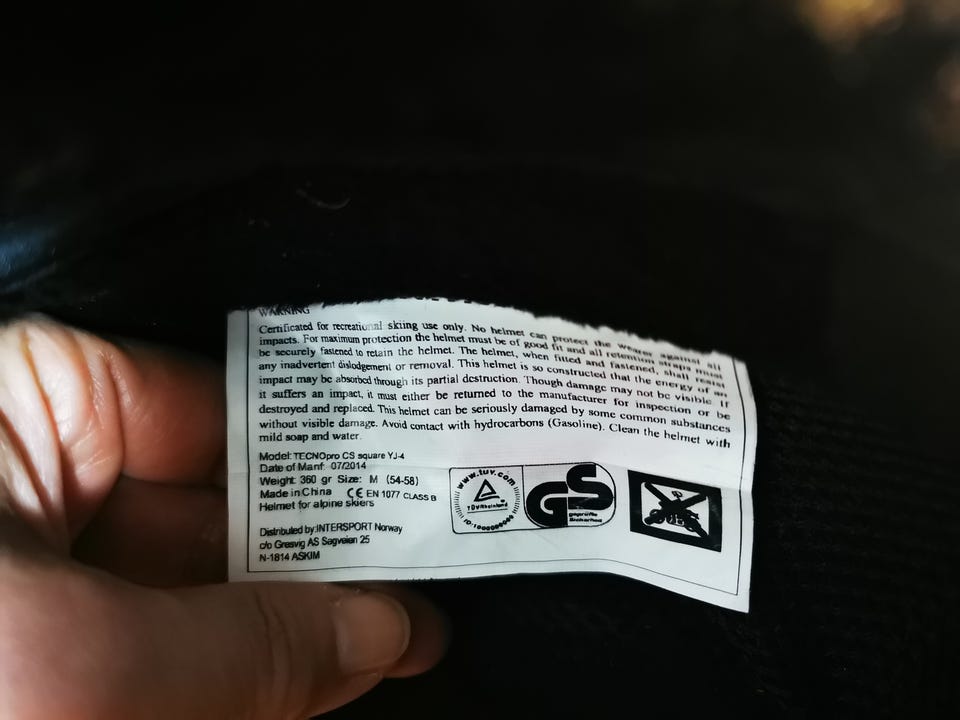 WARNING
Certificated for recreational skiing use only. No helmet can protect the wearer against all
impacts. For maximum protection the helmet must be of good fit and all retention straps must
be securely fastened to retain the helmet. The helmet, when fitted and fastened, shall resist
any inadvertent dislodgement or removal. This helmet is so constructed that the energy of an
impact may be absorbed through its partial destruction. Though damage may not be visible If
it suffers an impact, it must either be returned to the manufacturer for inspection or be
destroyed and replaced. This helmet can be seriously damaged by some common substances
without visible damage. Avoid contact with hydrocarbons (Gasoline). Clean the helmet with
mild soap and water.
Model: TECNOpro CS square YJ-4
Date of Manf: 07/2014
Weight: 360 gr Size: M (54-58)
Made in China CE EN 1077 CLASS B
Helmet for alpine skiers
Distributed by:INTERSPORT Norway
c/o Gresvig AS Sagveien 25
N-1814 ASKIM
www.tuv.com
TÜVRheinland
GS
geprüfte
Sicherheit